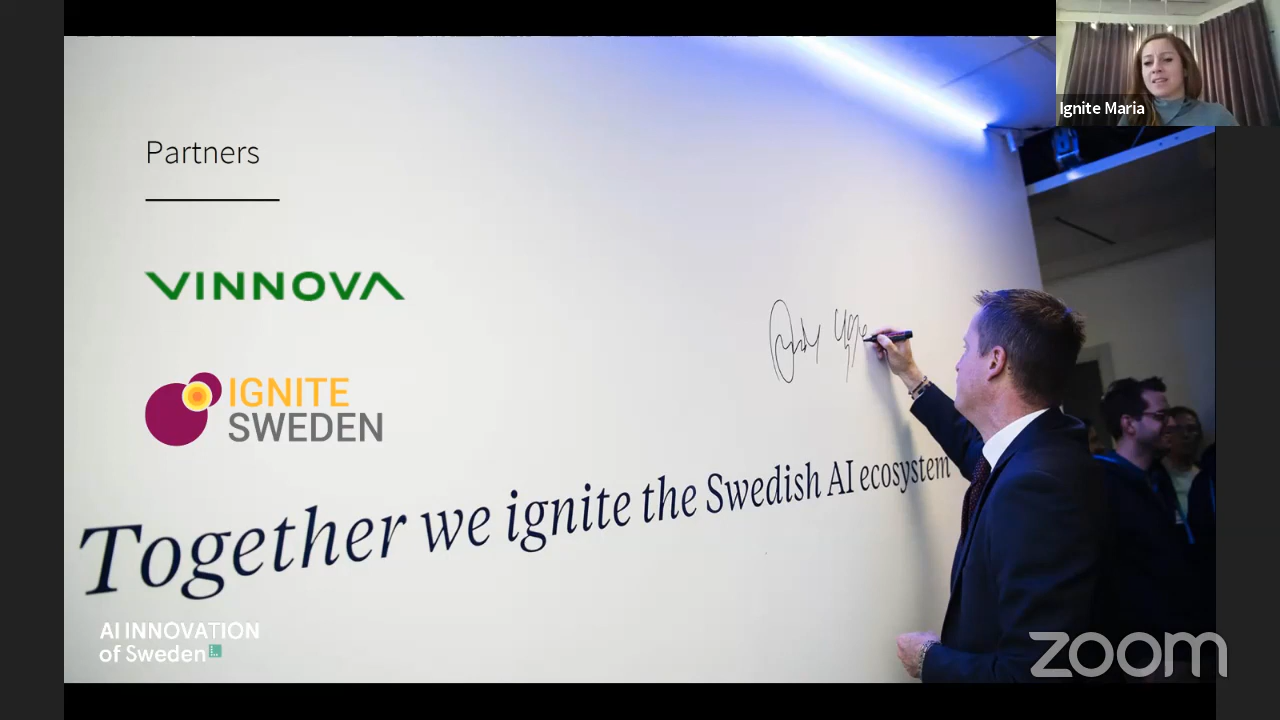 Ignite Maria
Partners
VINNOVA
IGNITE
SWEDEN
Together we ignite the Swedish AI ecosystem
AI INNOVATION
of Sweden
zoom